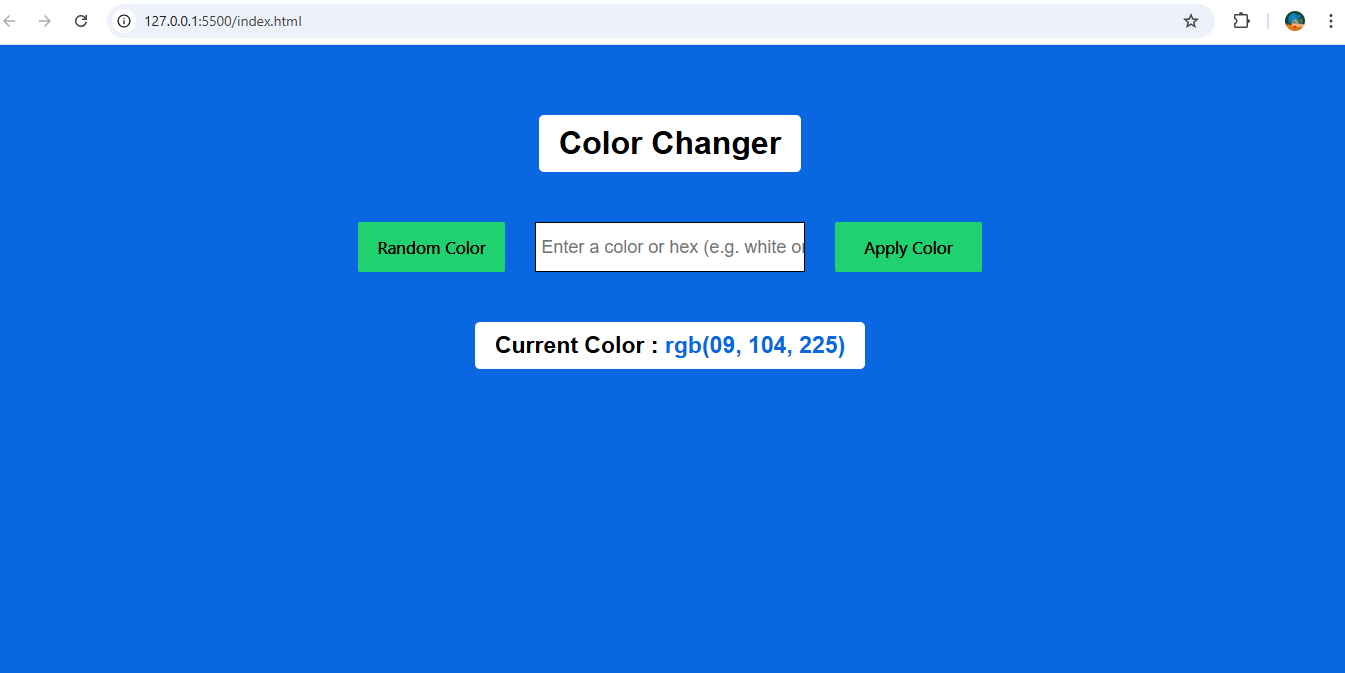 127.0.0.1:5500/index.html
Color Changer
Random Color
Enter a color or hex (e.g. white or
Apply Color
Current Color : rgb(09, 104, 225)